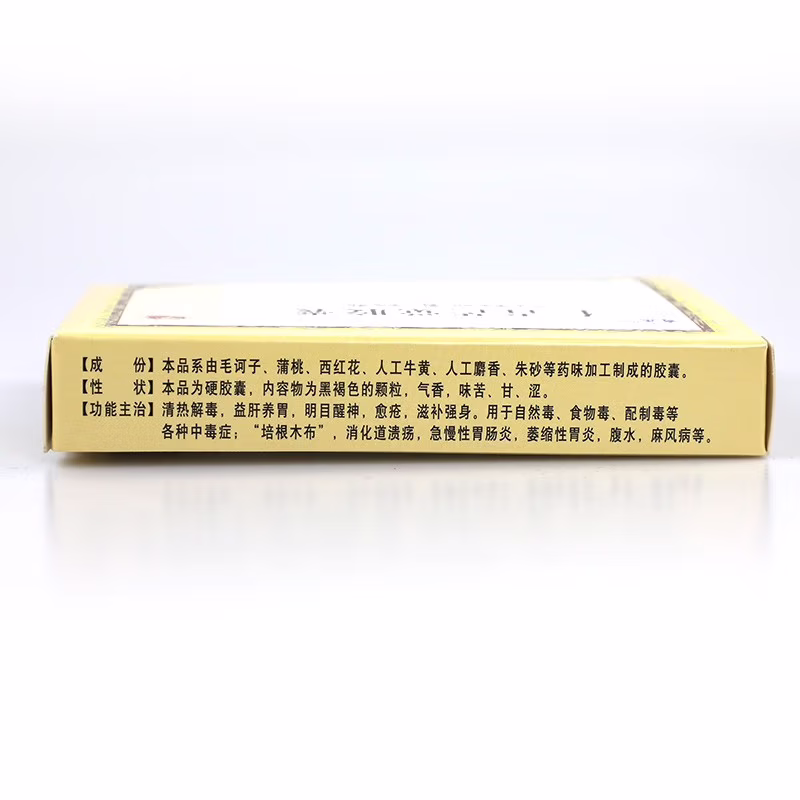 【成 份】本品系由毛诃子、蒲桃、西红花、人工牛黄、人工麝香、朱砂等药味加工制成的胶囊。
【性 状】本品为硬胶囊，内容物为黑褐色的颗粒，气香，味苦、甘、涩。
【功能主治】清热解毒，益肝养胃，明目醒神，愈疮，滋补强身。用于自然毒、食物毒、配制毒等
各种中毒症；“培根木布”，消化道溃疡，急慢性胃肠炎，萎缩性胃炎，腹水，麻风病等。